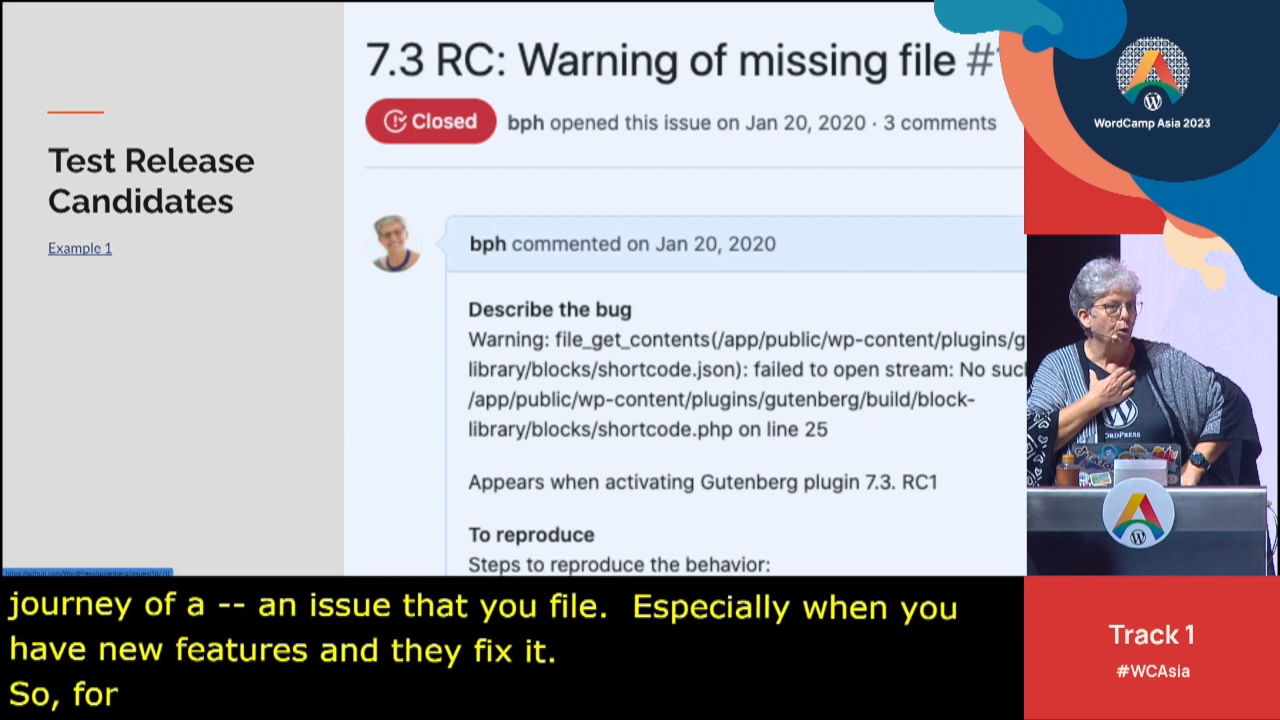 Test Release
Candidates
Example 1
7.3 RC: Warning of missing file #
Closed
bph opened this issue on Jan 20, 2020 · 3 comments
bph commented on Jan 20, 2020
Describe the bug
Warning: file_get_contents(/app/public/wp-content/plugins/g
library/blocks/shortcode.json): failed to open stream: No suc
/app/public/wp-content/plugins/gutenberg/build/block-
library/blocks/shortcode.php on line 25
Appears when activating Gutenberg plugin 7.3. RC1
To reproduce
Steps to reproduce the behavior:
WordCamp Asia 2023
journey of a -- an issue that you file.  Especially when you
have new features and they fix it.
So, for
Track 1
#WCAsia